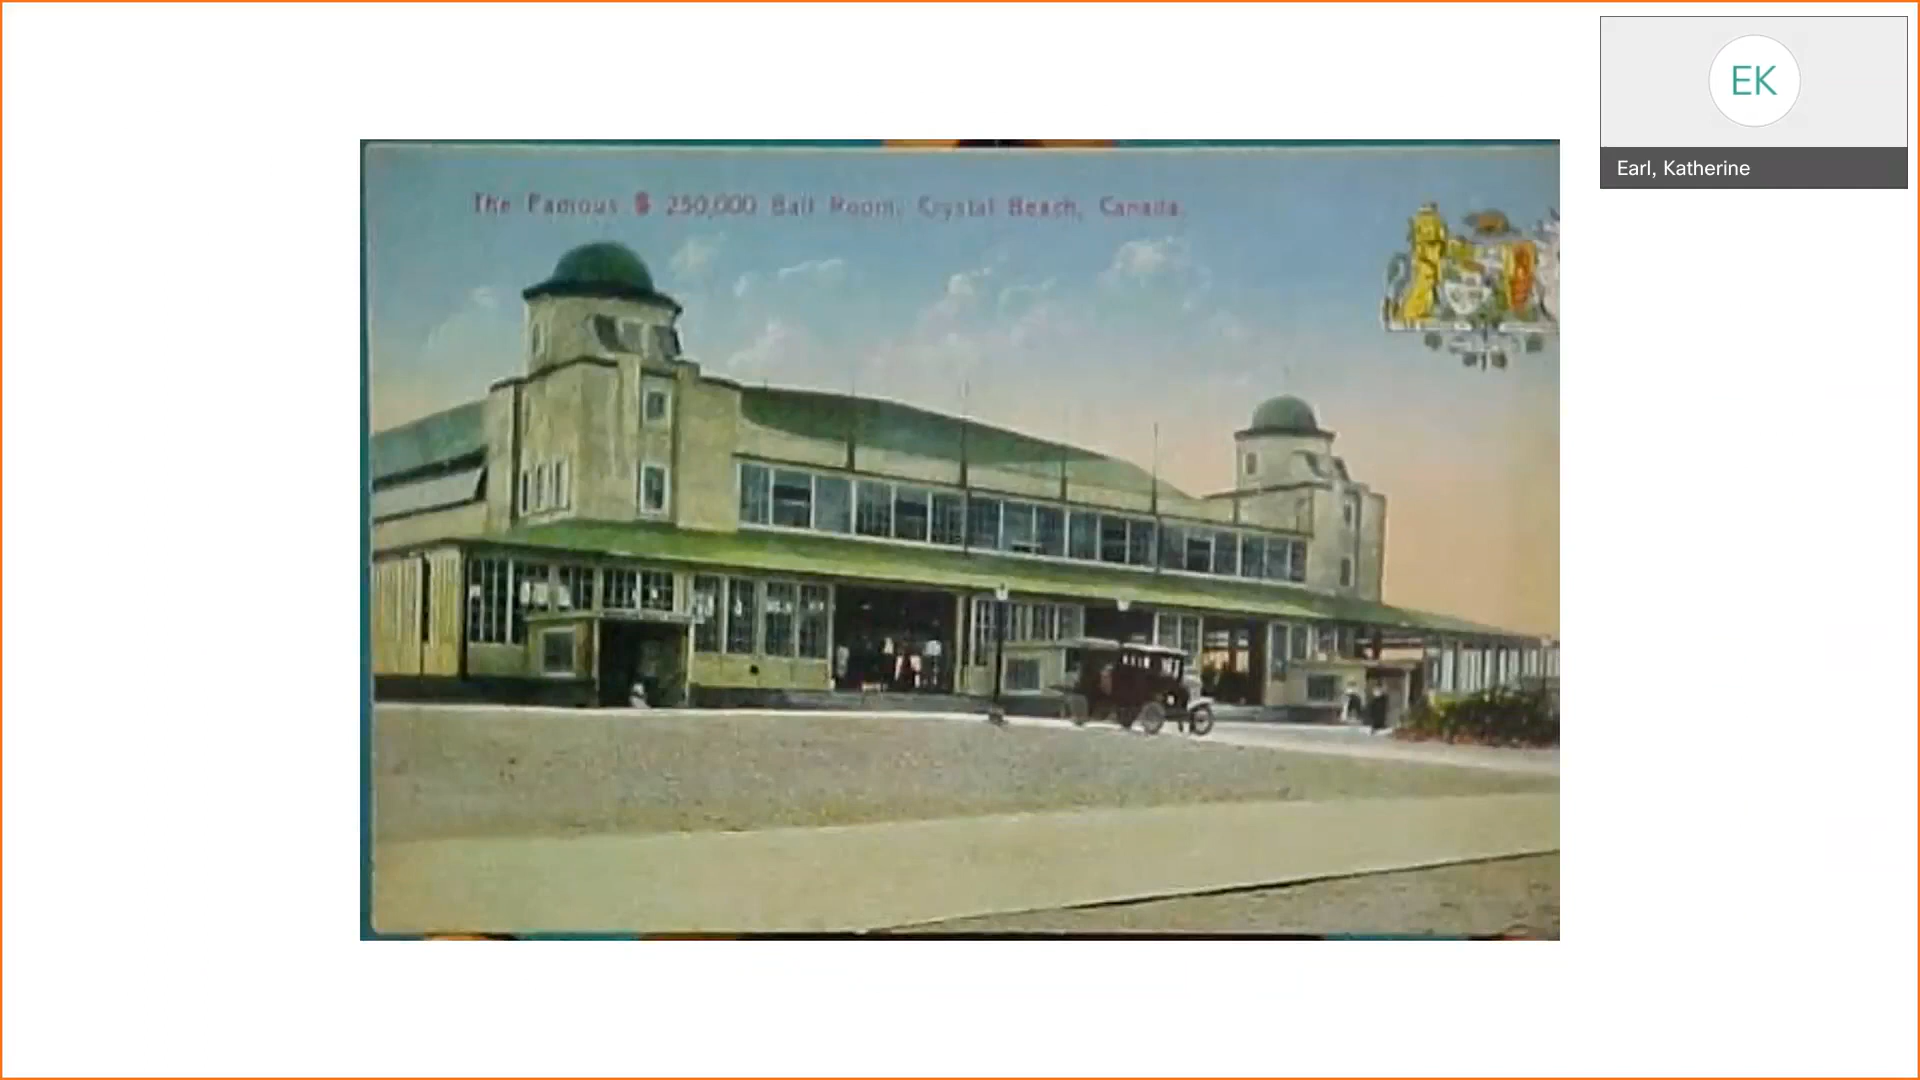 The Famous $ 250,000 Ball Room, Crystal Beach, Canada.
EK
Earl, Katherine